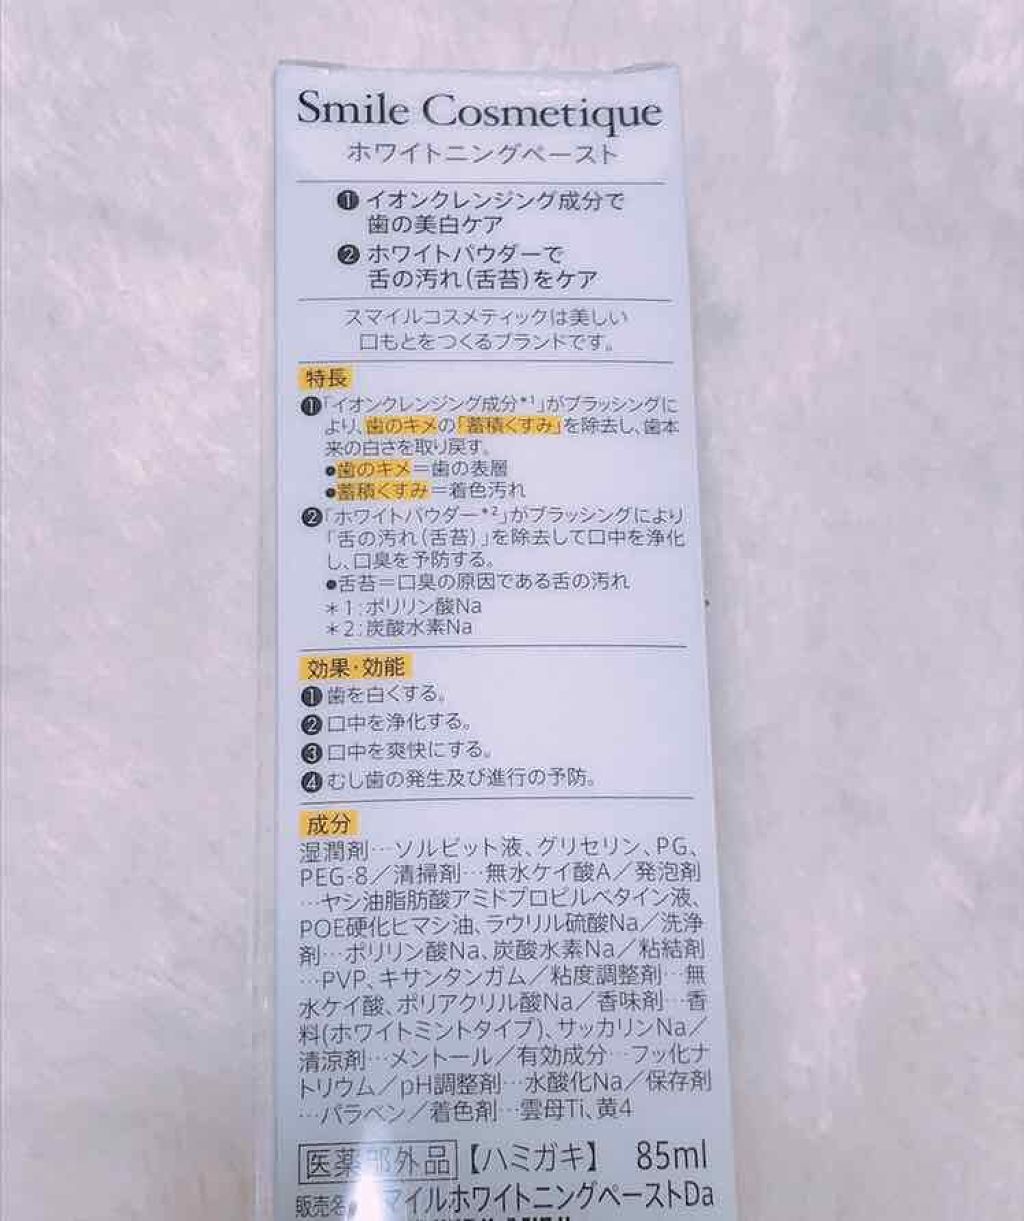 Smile Cosmetique
ホワイトニングペースト
❶ イオンクレンジング成分で
歯の美白ケア
❷ ホワイトパウダーで
舌の汚れ(舌苔)をケア
スマイルコスメティックは美しい
口もとをつくるブランドです。
特長
❶「イオンクレンジング成分*1」がブラッシングに
より、歯のキメの「蓄積くすみ」を除去し、歯本
来の白さを取り戻す。
●歯のキメ＝歯の表層
●蓄積くすみ＝着色汚れ
❷「ホワイトパウダー*2」がブラッシングにより
「舌の汚れ(舌苔)」を除去して口中を浄化
し、口臭を予防する。
●舌苔＝口臭の原因である舌の汚れ
＊1:ポリリン酸Na
＊2:炭酸水素Na
効果・効能
❶歯を白くする。
❷口中を浄化する。
❸口中を爽快にする。
❹むし歯の発生及び進行の予防。
成分
湿潤剤…ソルビット液、グリセリン、PG、
PEG-8／清掃剤…無水ケイ酸A／発泡剤
…ヤシ油脂肪酸アミドプロピルベタイン液、
POE硬化ヒマシ油、ラウリル硫酸Na／洗浄
剤…ポリリン酸Na、炭酸水素Na／粘結剤
…PVP、キサンタンガム／粘度調整剤…無
水ケイ酸、ポリアクリル酸Na／香味剤…香
料(ホワイトミントタイプ)、サッカリンNa／
清涼剤…メントール／有効成分…フッ化ナ
トリウム／pH調整剤…水酸化Na／保存剤
…パラベン／着色剤…雲母Ti、黄4
医薬部外品【ハミガキ】 85ml
販売名 マイルホワイトニングペーストDa